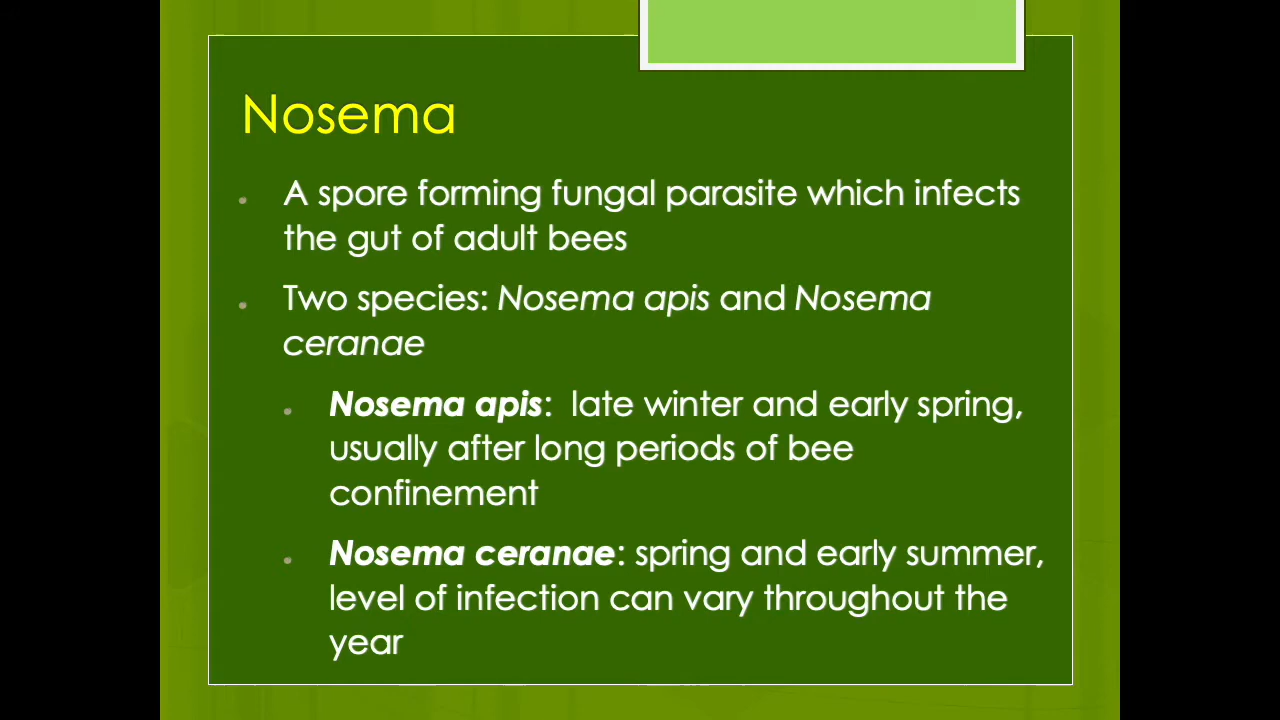 Nosema
A spore forming fungal parasite which infects
the gut of adult bees
Two species: Nosema apis and Nosema
ceranae
Nosema apis:  late winter and early spring,
usually after long periods of bee
confinement
Nosema ceranae: spring and early summer,
level of infection can vary throughout the
year